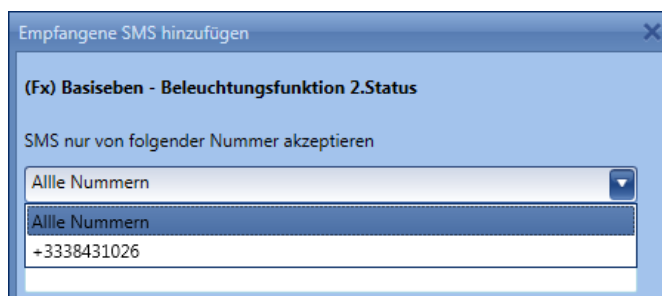 Empfangene SMS hinzufügen
(Fx) Basiseben - Beleuchtungsfunktion 2.Status
SMS nur von folgender Nummer akzeptieren
Allle Nummern
Allle Nummern
+3338431026